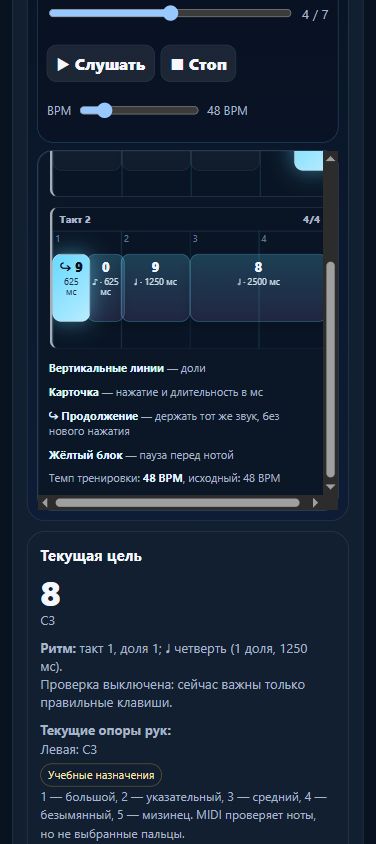 4 / 7
▶ Слушать ■ Стоп
BPM 48 BPM
Такт 2 4/4
1 2 3 4
↪ 9 0 9 8
625 ♪ · 625 ♩ · 1250 мс 𝅗𝅥 · 2500 мс
мс мс
Вертикальные линии — доли
Карточка — нажатие и длительность в мс
↪ Продолжение — держать тот же звук, без
нового нажатия
Жёлтый блок — пауза перед нотой
Темп тренировки: 48 BPM, исходный: 48 BPM
Текущая цель
8
C3
Ритм: такт 1, доля 1; ♩ четверть (1 доля, 1250
мс).
Проверка выключена: сейчас важны только
правильные клавиши.
Текущие опоры рук:
Левая: C3
Учебные назначения
1 — большой, 2 — указательный, 3 — средний, 4 —
безымянный, 5 — мизинец. MIDI проверяет ноты,
но не выбранные пальцы.